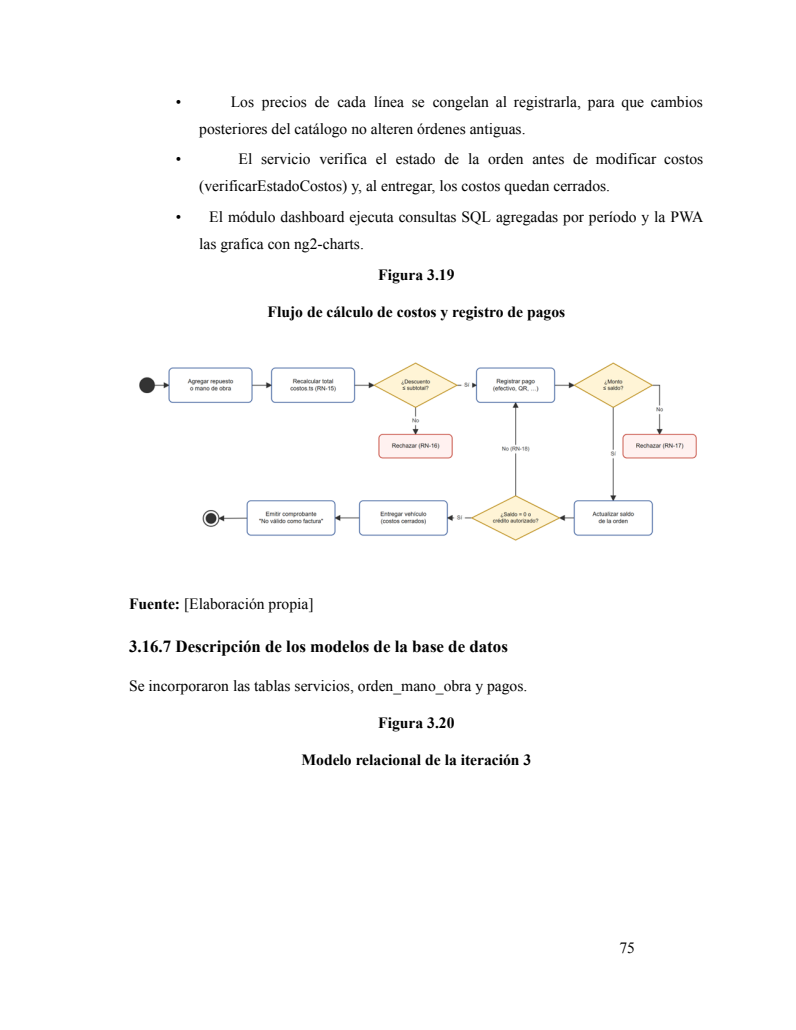 • Los precios de cada línea se congelan al registrarla, para que cambios
posteriores del catálogo no alteren órdenes antiguas.
• El servicio verifica el estado de la orden antes de modificar costos
(verificarEstadoCostos) y, al entregar, los costos quedan cerrados.
• El módulo dashboard ejecuta consultas SQL agregadas por período y la PWA
las grafica con ng2-charts.
Figura 3.19
Flujo de cálculo de costos y registro de pagos
Agregar repuesto
o mano de obra
Recalcular total
costos.ts (RN-15)
¿Descuento
≤ subtotal?
Sí
Registrar pago
(efectivo, QR, ...)
¿Monto
≤ saldo?
No
No
Rechazar (RN-16)
No (RN-18)
Sí
Rechazar (RN-17)
Emitir comprobante
"No válido como factura"
Entregar vehículo
(costos cerrados)
Sí
¿Saldo = 0 o
crédito autorizado?
Actualizar saldo
de la orden
Fuente: [Elaboración propia]
3.16.7 Descripción de los modelos de la base de datos
Se incorporaron las tablas servicios, orden_mano_obra y pagos.
Figura 3.20
Modelo relacional de la iteración 3
75